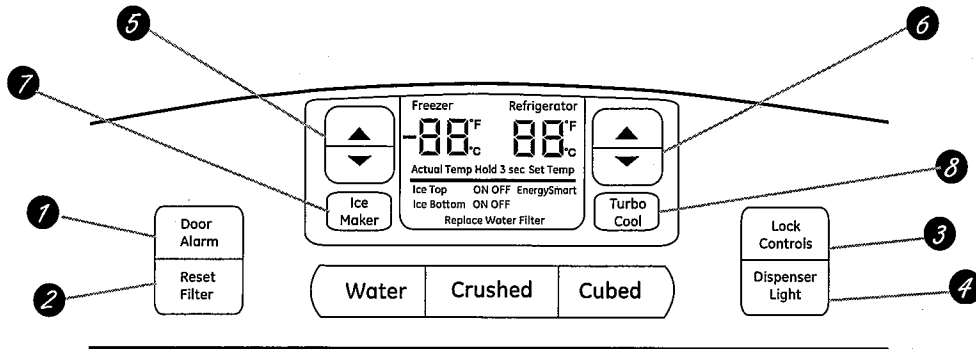 5
6
7
Freezer Refrigerator
-88°F 88°F
°C °C
Actual Temp Hold 3 sec Set Temp
8
Ice Top ON OFF EnergySmart
Ice Bottom ON OFF
Replace Water Filter
Ice
Maker
Turbo
Cool
1
Door
Alarm
Lock
Controls
3
2
Reset
Filter
Dispenser
Light
4
Water Crushed Cubed